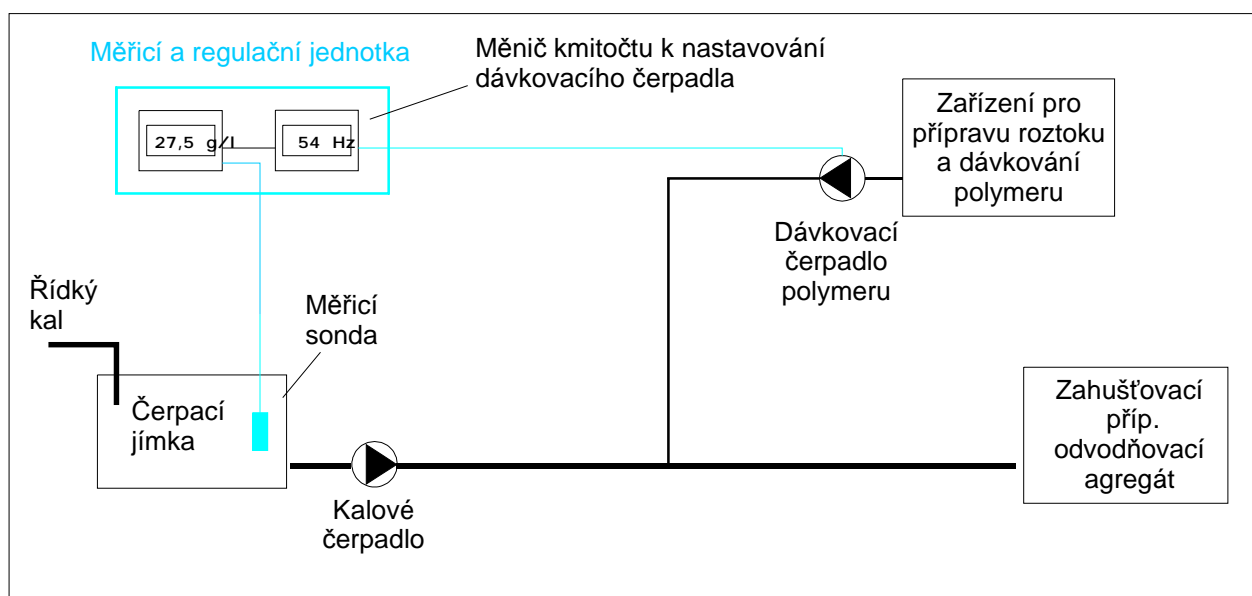 Měřicí a regulační jednotka
Měnič kmitočtu k nastavování
dávkovacího čerpadla
27,5 g/l
54 Hz
Zařízení pro
přípravu roztoku
a dávkování
polymeru
Dávkovací
čerpadlo
polymeru
Řídký
kal
Měřicí
sonda
Čerpací
jímka
Kalové
čerpadlo
Zahušťovací
příp.
odvodňovací
agregát